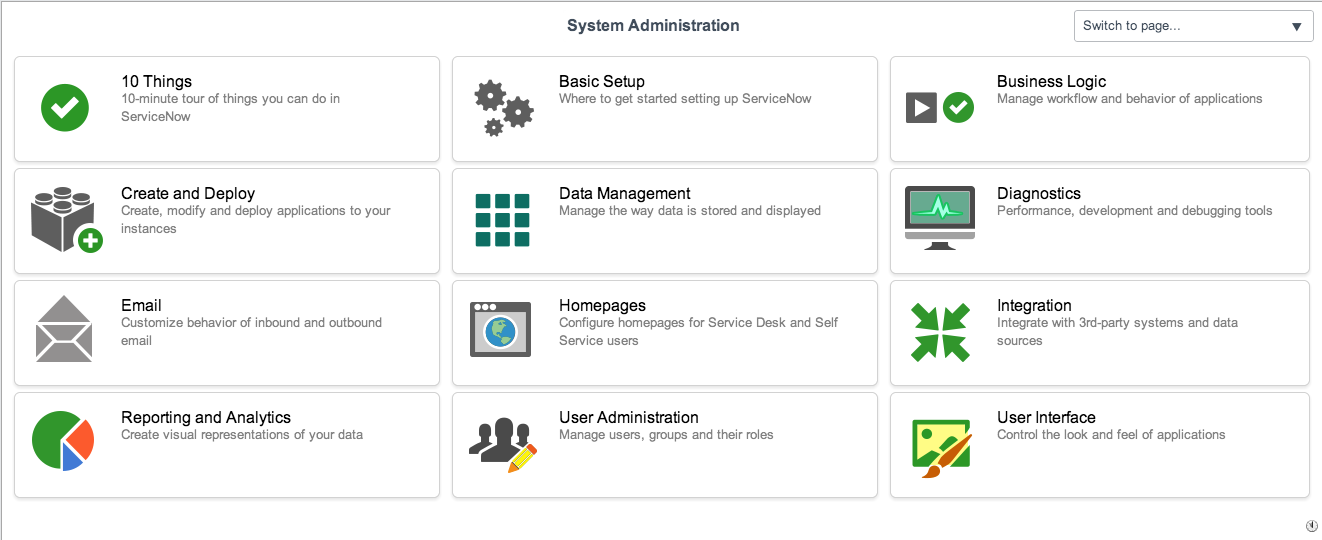 System Administration
Switch to page...
10 Things
10-minute tour of things you can do in
ServiceNow
Basic Setup
Where to get started setting up ServiceNow
Business Logic
Manage workflow and behavior of applications
Create and Deploy
Create, modify and deploy applications to your
instances
Data Management
Manage the way data is stored and displayed
Diagnostics
Performance, development and debugging tools
Email
Customize behavior of inbound and outbound
email
Homepages
Configure homepages for Service Desk and Self
Service users
Integration
Integrate with 3rd-party systems and data
sources
Reporting and Analytics
Create visual representations of your data
User Administration
Manage users, groups and their roles
User Interface
Control the look and feel of applications